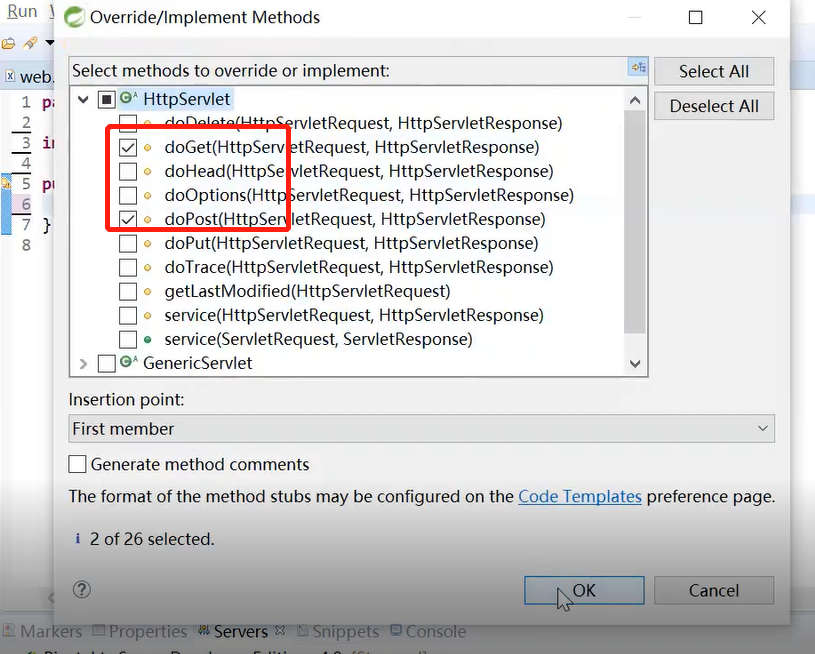 Run
Override/Implement Methods
Select methods to override or implement:
Select All
Deselect All
web.
1
2
3
4
5
6
7 }
8
HttpServlet
doDelete(HttpServletRequest, HttpServletResponse)
doGet(HttpServletRequest, HttpServletResponse)
doHead(HttpServletRequest, HttpServletResponse)
doOptions(HttpServletRequest, HttpServletResponse)
doPost(HttpServletRequest, HttpServletResponse)
doPut(HttpServletRequest, HttpServletResponse)
doTrace(HttpServletRequest, HttpServletResponse)
getLastModified(HttpServletRequest)
service(HttpServletRequest, HttpServletResponse)
service(ServletRequest, ServletResponse)
GenericServlet
Insertion point:
First member
Generate method comments
The format of the method stubs may be configured on the Code Templates preference page.
2 of 26 selected.
OK
Cancel
Markers Properties Servers Snippets Console